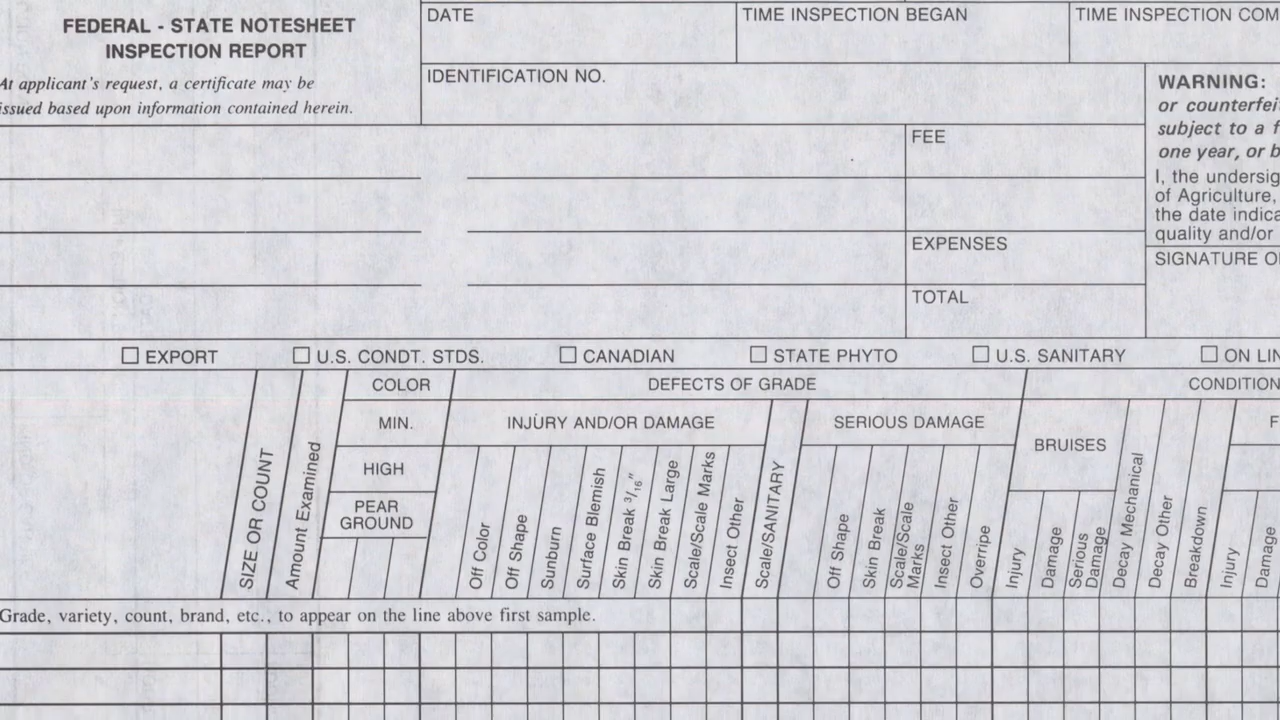 FEDERAL - STATE NOTESHEET
INSPECTION REPORT
At applicant's request, a certificate may be
issued based upon information contained herein.
DATE
TIME INSPECTION BEGAN
TIME INSPECTION COM
IDENTIFICATION NO.
WARNING:
or counterfei
subject to a f
one year, or b
I, the undersig
of Agriculture,
the date indica
quality and/or
SIGNATURE O
FEE
EXPENSES
TOTAL
EXPORT
U.S. CONDT. STDS.
CANADIAN
STATE PHYTO
U.S. SANITARY
ON LIN
SIZE OR COUNT
Amount Examined
COLOR
MIN.
HIGH
PEAR
GROUND
DEFECTS OF GRADE
INJURY AND/OR DAMAGE
Off Color
Off Shape
Sunburn
Surface Blemish
Skin Break 3/16"
Skin Break Large
Scale/Scale Marks
Insect Other
Scale/SANITARY
SERIOUS DAMAGE
Off Shape
Skin Break
Scale/Scale
Marks
Insect Other
Overripe
CONDITION
BRUISES
Injury
Damage
Serious
Damage
Decay Mechanical
Decay Other
Breakdown
F
Injury
Damage
Grade, variety, count, brand, etc., to appear on the line above first sample.